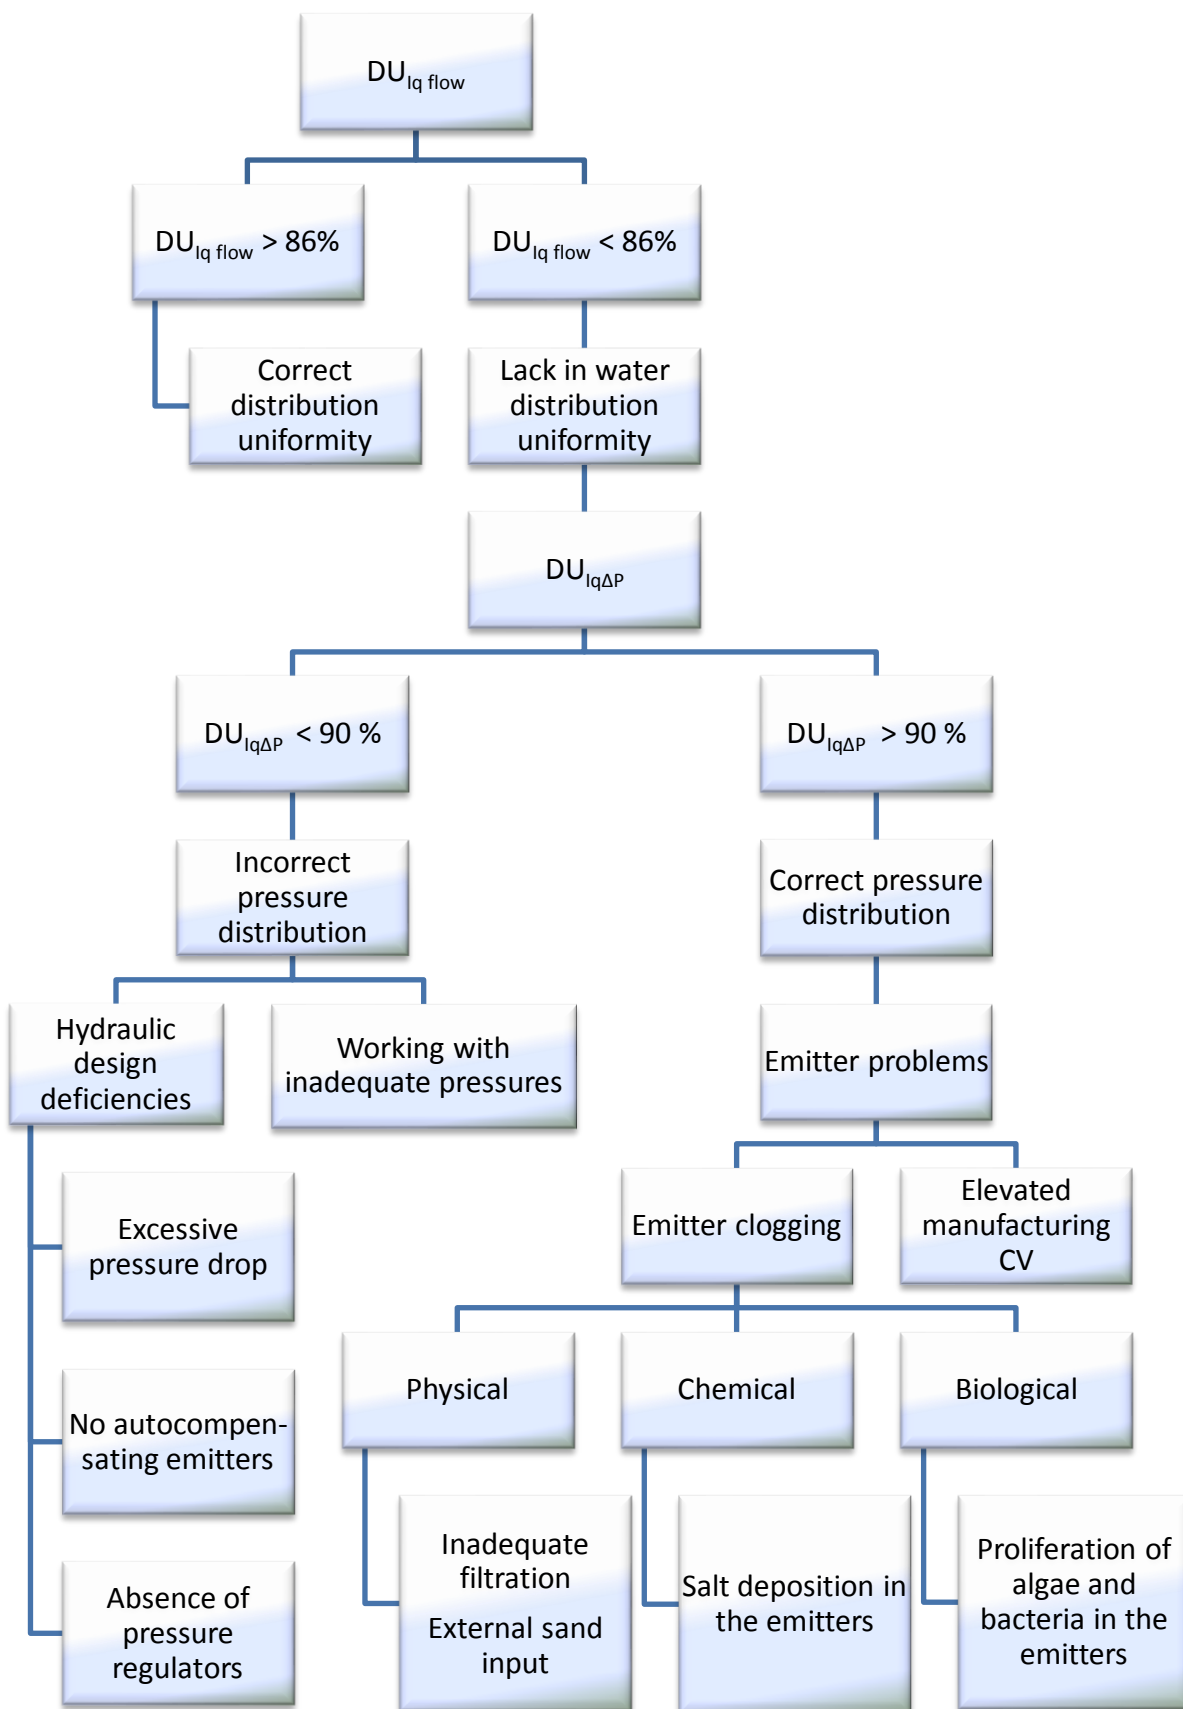 DUlq flow
DUlq flow > 86%
DUlq flow < 86%
Correct
distribution
uniformity
Lack in water
distribution
uniformity
DUlqΔP
DUlqΔP < 90 %
DUlqΔP > 90 %
Incorrect
pressure
distribution
Correct pressure
distribution
Hydraulic
design
deficiencies
Working with
inadequate pressures
Emitter problems
Excessive
pressure drop
No autocompen-
sating emitters
Absence of
pressure
regulators
Emitter clogging
Elevated
manufacturing
CV
Physical
Chemical
Biological
Inadequate
filtration
External sand
input
Salt deposition in
the emitters
Proliferation of
algae and
bacteria in the
emitters